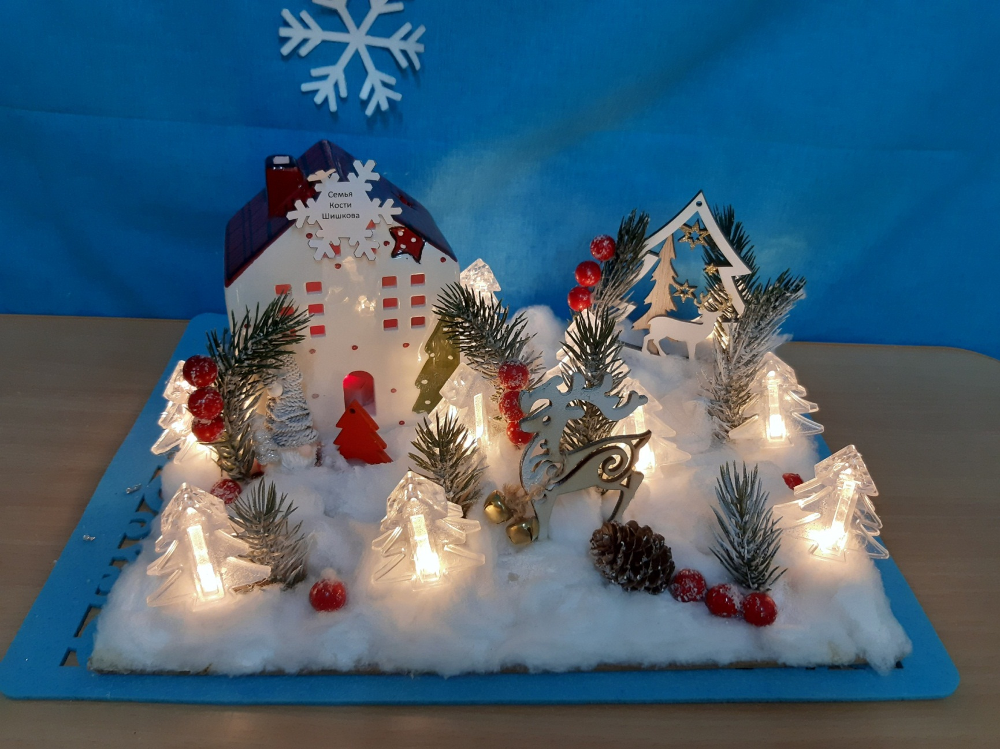 Семья
Кости
Шишкова